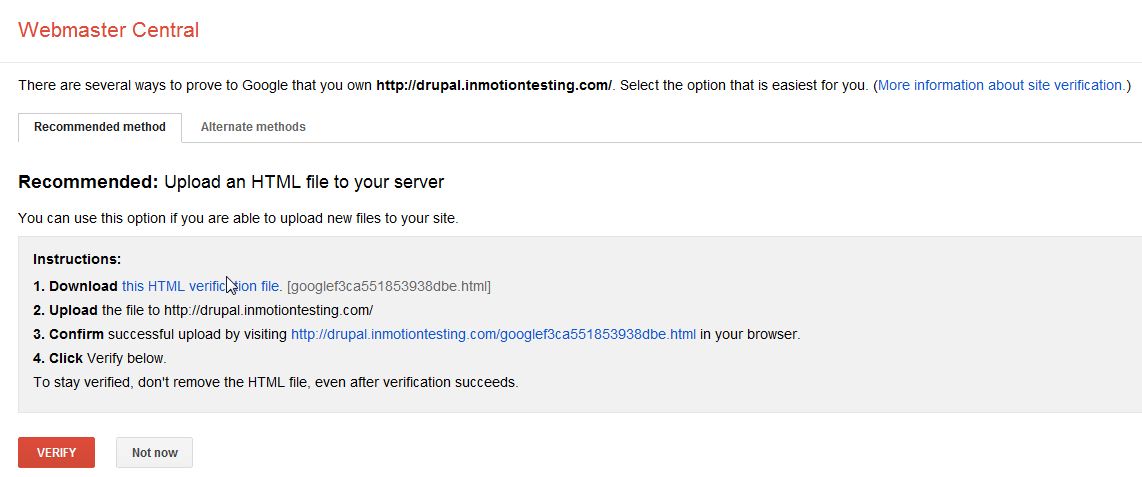 Webmaster Central
There are several ways to prove to Google that you own http://drupal.inmotiontesting.com/. Select the option that is easiest for you. (More information about site verification.)
Recommended method
Alternate methods
Recommended: Upload an HTML file to your server
You can use this option if you are able to upload new files to your site.
Instructions:
1. Download this HTML verification file. [googlef3ca551853938dbe.html]
2. Upload the file to http://drupal.inmotiontesting.com/
3. Confirm successful upload by visiting http://drupal.inmotiontesting.com/googlef3ca551853938dbe.html in your browser.
4. Click Verify below.
To stay verified, don't remove the HTML file, even after verification succeeds.
VERIFY
Not now